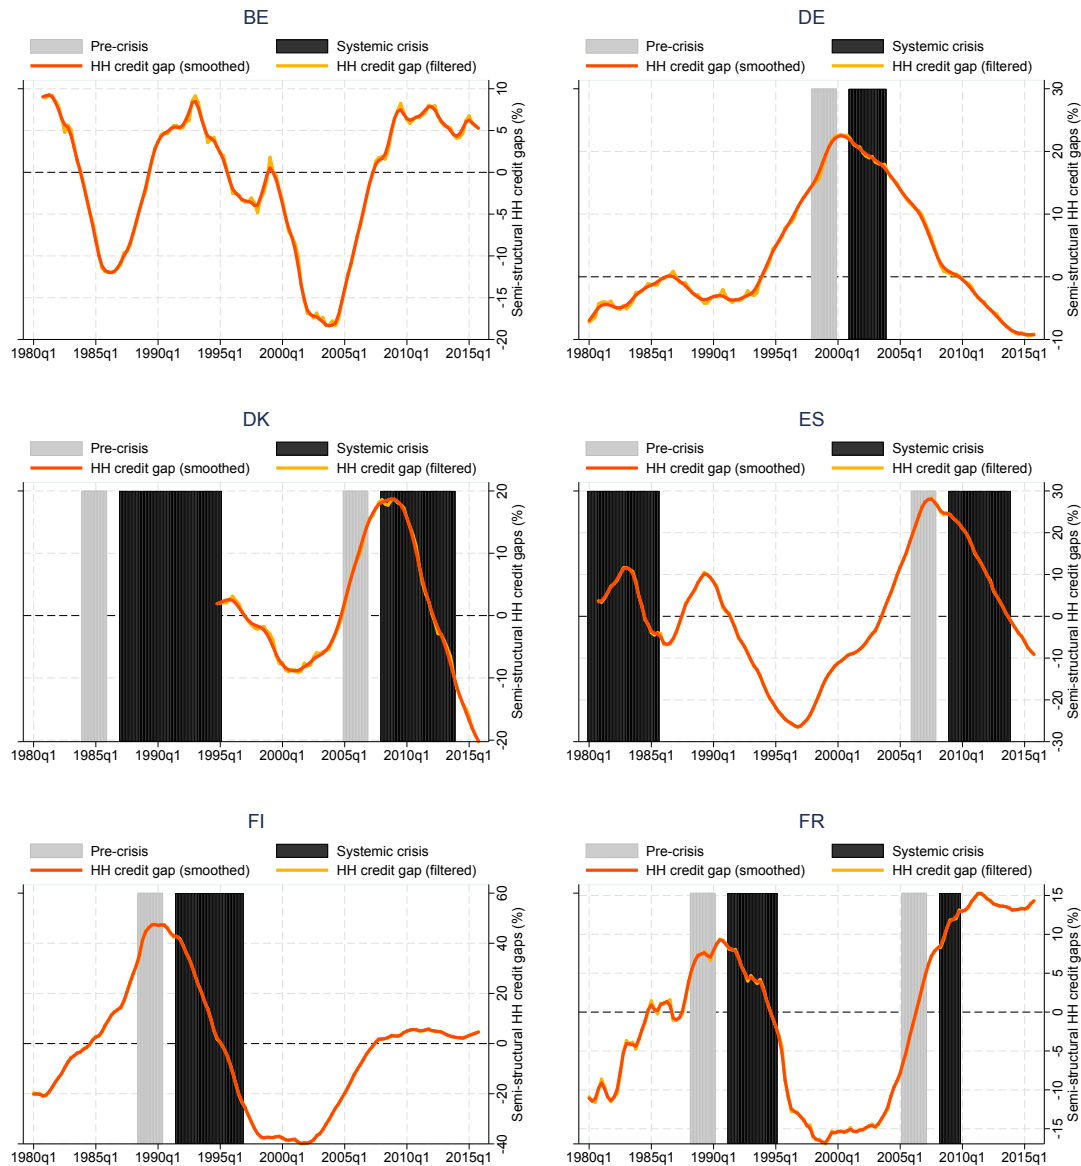 BE
Pre-crisis
Systemic crisis
HH credit gap (smoothed)
HH credit gap (filtered)
10
5
0
-5
-10
-15
-20
Semi-structural HH credit gaps (%)
1980q1 1985q1 1990q1 1995q1 2000q1 2005q1 2010q1 2015q1
DE
Pre-crisis
Systemic crisis
HH credit gap (smoothed)
HH credit gap (filtered)
30
20
10
0
-10
Semi-structural HH credit gaps (%)
1980q1 1985q1 1990q1 1995q1 2000q1 2005q1 2010q1 2015q1
DK
Pre-crisis
Systemic crisis
HH credit gap (smoothed)
HH credit gap (filtered)
20
10
0
-10
-20
Semi-structural HH credit gaps (%)
1980q1 1985q1 1990q1 1995q1 2000q1 2005q1 2010q1 2015q1
ES
Pre-crisis
Systemic crisis
HH credit gap (smoothed)
HH credit gap (filtered)
30
20
10
0
-10
-20
-30
Semi-structural HH credit gaps (%)
1980q1 1985q1 1990q1 1995q1 2000q1 2005q1 2010q1 2015q1
FI
Pre-crisis
Systemic crisis
HH credit gap (smoothed)
HH credit gap (filtered)
60
40
20
0
-20
-40
Semi-structural HH credit gaps (%)
1980q1 1985q1 1990q1 1995q1 2000q1 2005q1 2010q1 2015q1
FR
Pre-crisis
Systemic crisis
HH credit gap (smoothed)
HH credit gap (filtered)
15
10
5
0
-5
-10
-15
Semi-structural HH credit gaps (%)
1980q1 1985q1 1990q1 1995q1 2000q1 2005q1 2010q1 2015q1